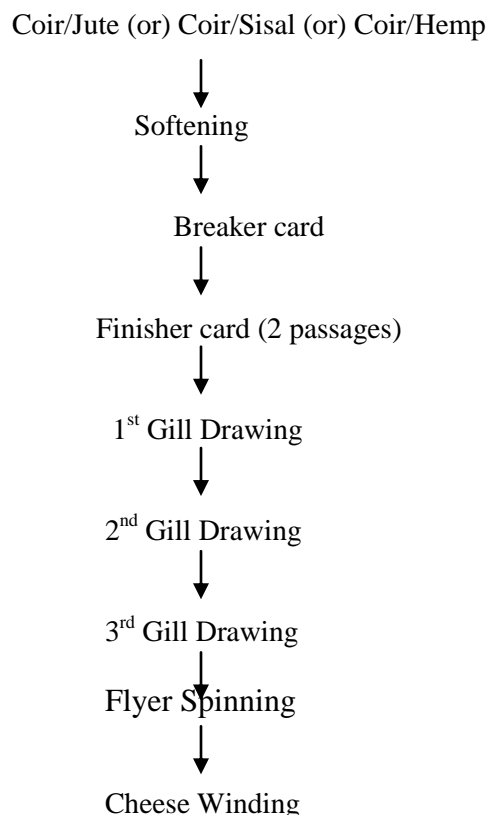 Coir/Jute (or) Coir/Sisal (or) Coir/Hemp
Softening
Breaker card
Finisher card (2 passages)
1st Gill Drawing
2nd Gill Drawing
3rd Gill Drawing
Flyer Spinning
Cheese Winding